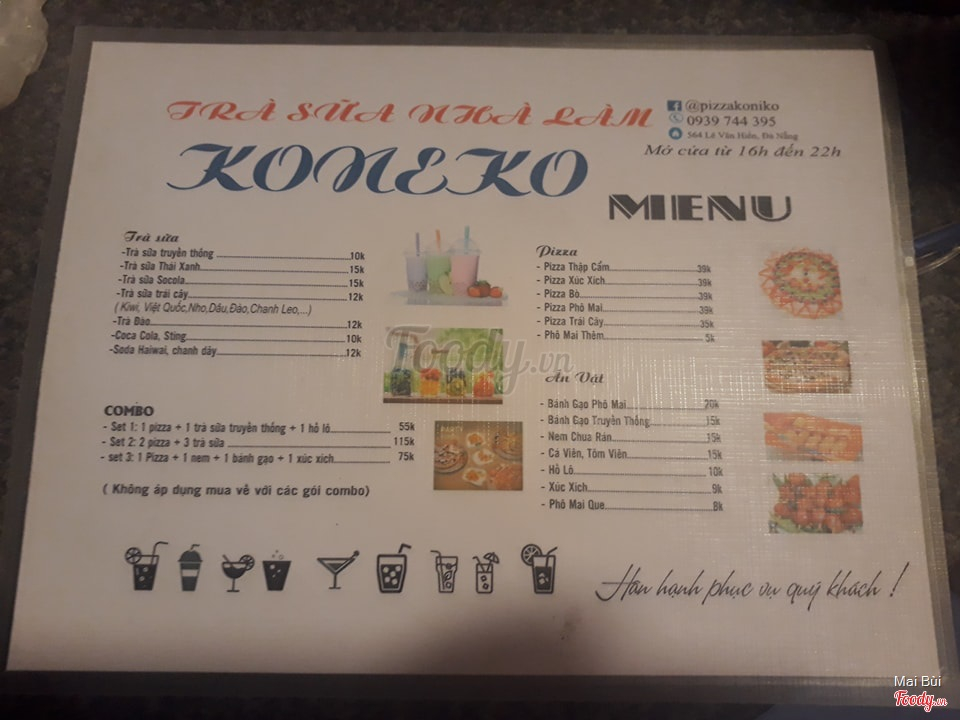 TRÀ SỮA NHÀ LÀM
KONEKO
@pizzakoniko
0939 744 395
564 Lê Văn Hiến, Đà Nẵng
Mở cửa từ 16h đến 22h
MENU
Trà sữa
-Trà sữa truyền thống 10k
-Trà sữa Thái Xanh 15k
-Trà sữa Socola 15k
-Trà sữa trái cây 12k
( Kiwi, Việt Quốc,Nho,Dâu,Đào,Chanh Leo,...)
-Trà Đào 12k
-Coca Cola, Sting 10k
-Soda Haiwai, chanh dây 12k
COMBO
- Set 1: 1 pizza + 1 trà sữa truyền thống + 1 hồ lô 55k
- Set 2: 2 pizza + 3 trà sữa 115k
- set 3: 1 Pizza + 1 nem + 1 bánh gạo + 1 xúc xích 75k
( Không áp dụng mua về với các gói combo)
Pizza
- Pizza Thập Cẩm 39k
- Pizza Xúc Xích 39k
- Pizza Bò 39k
- Pizza Phô Mai 39k
- Pizza Trái Cây 35k
- Phô Mai Thêm 5k
Ăn Vặt
- Bánh Gạo Phô Mai 20k
- Bánh Gạo Truyền Thống 15k
- Nem Chua Rán 15k
- Cá Viên, Tôm Viên 15k
- Hồ Lô 10k
- Xúc Xích 9k
- Phô Mai Que 8k
Hân hạnh phục vụ quý khách !
Foody.vn
Mai Bùi
Foody.vn